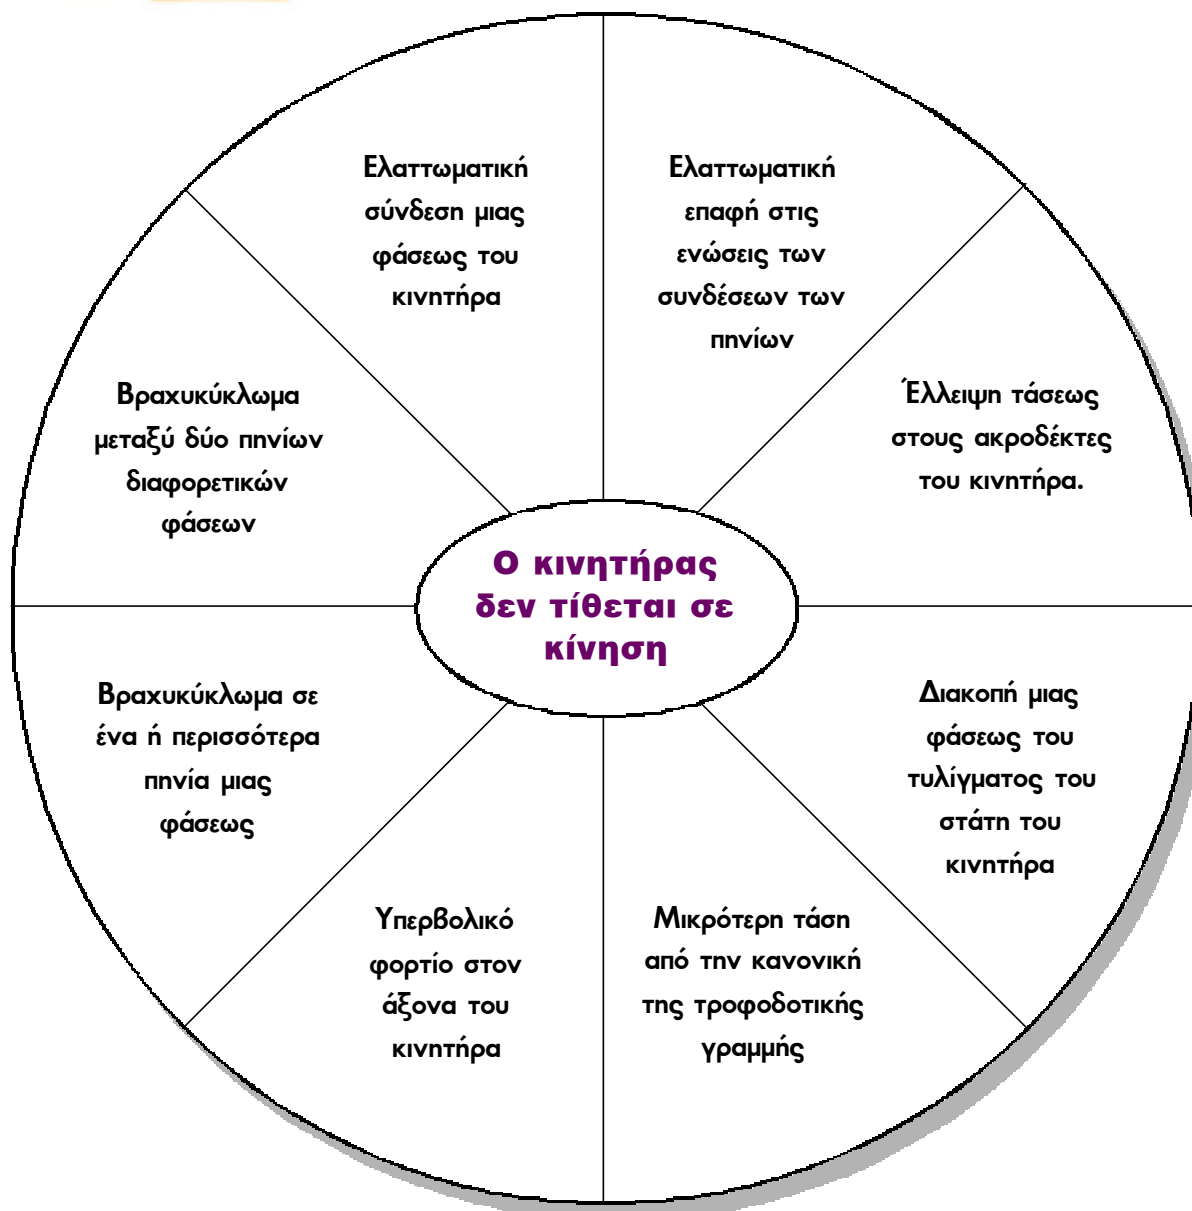 Ελαττωματική
σύνδεση μιας
φάσεως του
κινητήρα
Ελαττωματική
επαφή στις
ενώσεις των
συνδέσεων των
πηνίων
Έλλειψη τάσεως
στους ακροδέκτες
του κινητήρα.
Βραχυκύκλωμα
μεταξύ δύο πηνίων
διαφορετικών
φάσεων
Ο κινητήρας
δεν τίθεται σε
κίνηση
Βραχυκύκλωμα σε
ένα ή περισσότερα
πηνία μιας
φάσεως
Διακοπή μιας
φάσεως του
τυλίγματος του
στάτη του
κινητήρα
Υπερβολικό
φορτίο στον
άξονα του
κινητήρα
Μικρότερη τάση
από την κανονική
της τροφοδοτικής
γραμμής